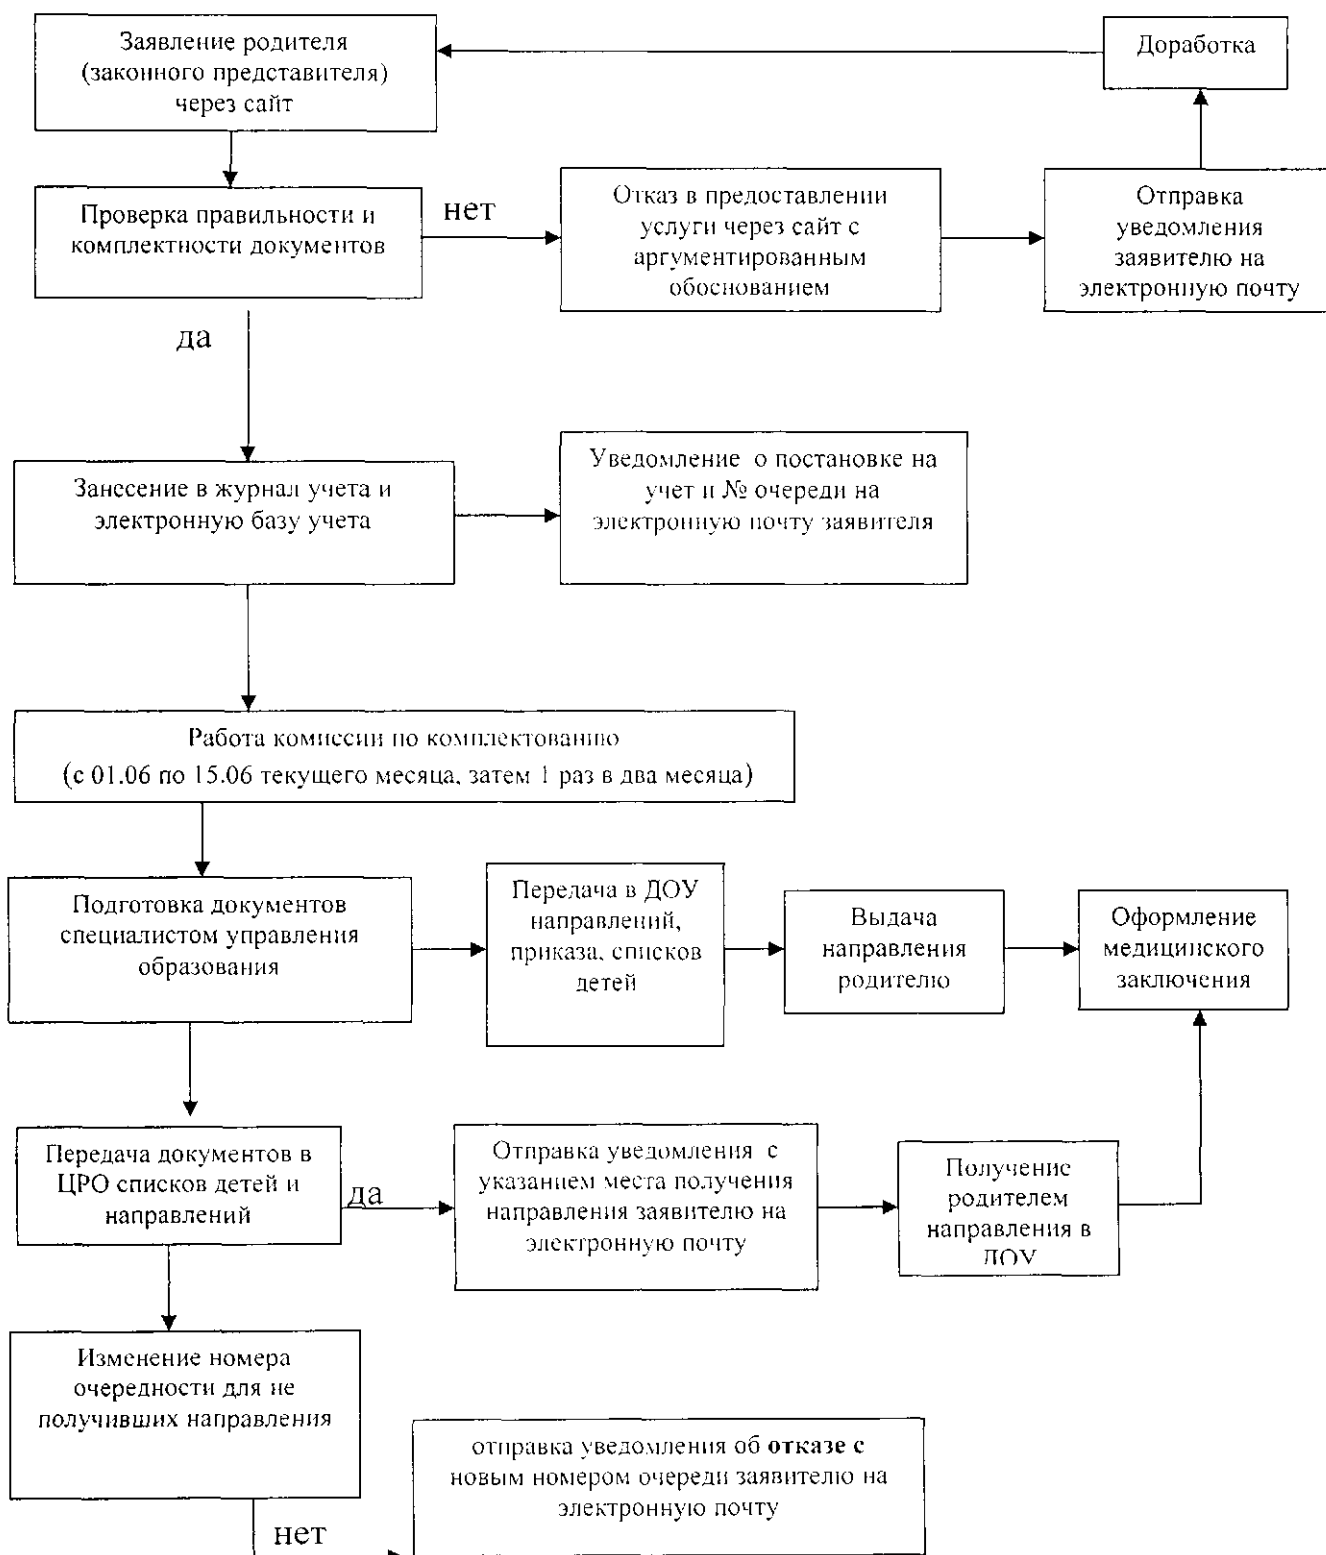 Заявление родителя
(законного представителя)
через сайт
Доработка
Проверка правильности и
комплектности документов
нет
Отказ в предоставлении
услуги через сайт с
аргументированным
обоснованием
Отправка
уведомления
заявителю на
электронную почту
да
Занесение в журнал учета и
электронную базу учета
Уведомление о постановке на
учет и № очереди на
электронную почту заявителя
Работа комиссии по комплектованию
(с 01.06 по 15.06 текущего месяца, затем 1 раз в два месяца)
Подготовка документов
специалистом управления
образования
Передача в ДОУ
направлений,
приказа, списков
детей
Выдача
направления
родителю
Оформление
медицинского
заключения
Передача документов в
ЦРО списков детей и
направлений
да
Отправка уведомления с
указанием места получения
направления заявителю на
электронную почту
Получение
родителем
направления в
ДОУ
Изменение номера
очередности для не
получивших направления
нет
отправка уведомления об отказе с
новым номером очереди заявителю на
электронную почту